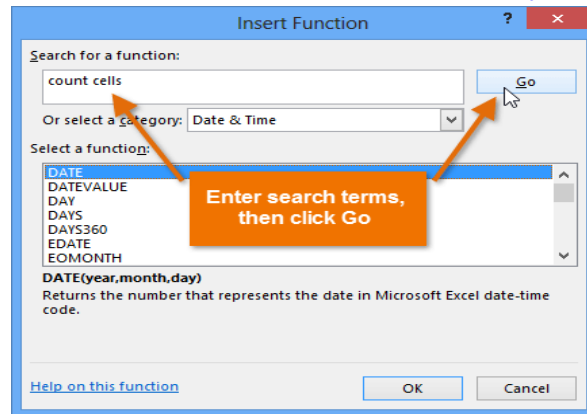 Insert Function
?
×
Search for a function:
count cells
Go
Or select a category: Date & Time
Select a function:
DATE
DATEVALUE
DAY
DAYS
DAYS360
EDATE
EOMONTH
Enter search terms,
then click Go
DATE(year,month,day)
Returns the number that represents the date in Microsoft Excel date-time
code.
Help on this function
OK
Cancel